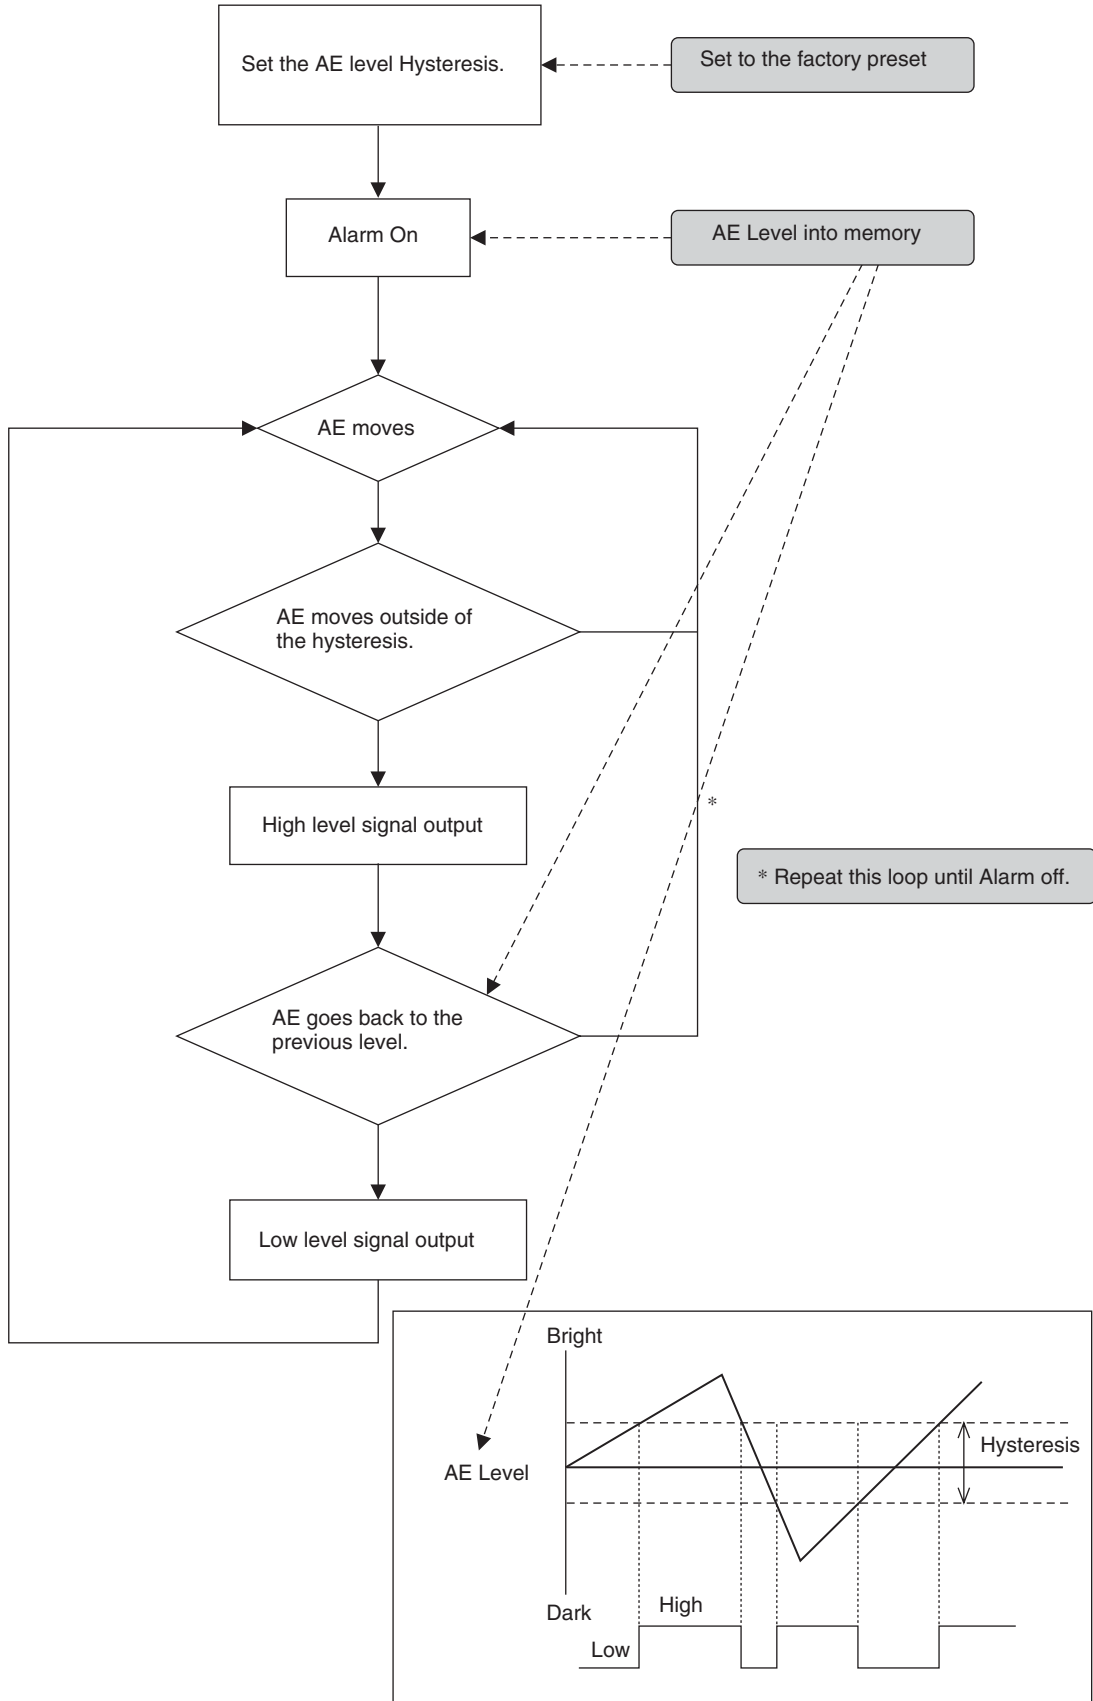 Set the AE level Hysteresis.
Set to the factory preset
Alarm On
AE Level into memory
AE moves
AE moves outside of
the hysteresis.
High level signal output
*
* Repeat this loop until Alarm off.
AE goes back to the
previous level.
Low level signal output
Bright
Hysteresis
AE Level
Dark
High
Low